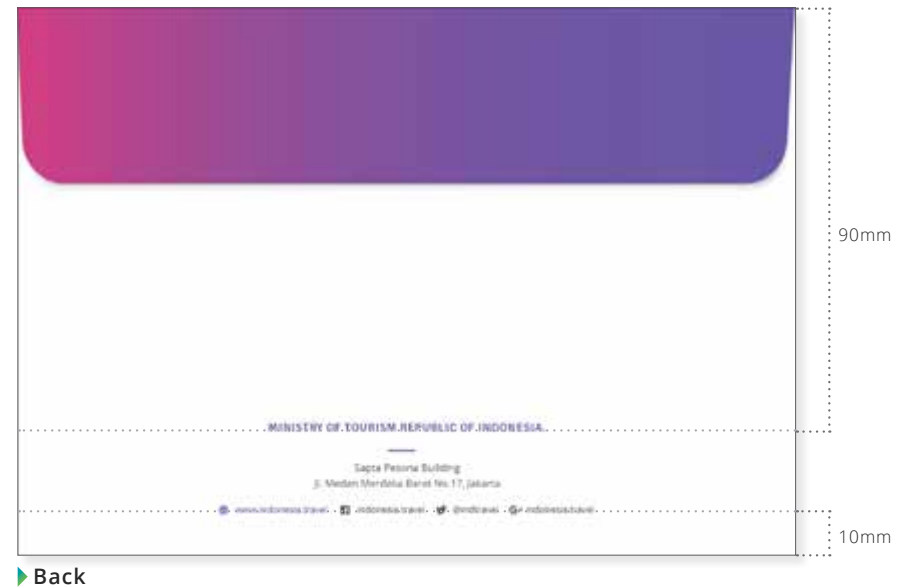 90mm
MINISTRY OF TOURISM REPUBLIC OF INDONESIA
Sapta Pesona Building
Jl. Medan Merdeka Barat No. 17, Jakarta
www.indonesia.travel indonesia.travel @indtravel G+ indonesia.travel
10mm
Back